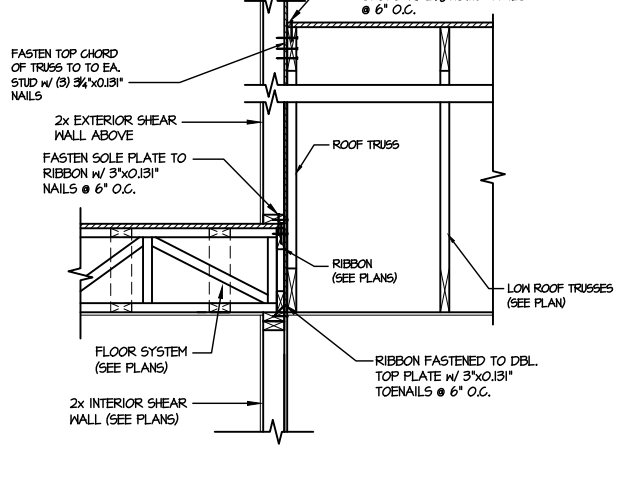 @ 6" O.C.
FASTEN TOP CHORD
OF TRUSS TO TO EA.
STUD w/ (3) 3¼"x0.131"
NAILS
2x EXTERIOR SHEAR
WALL ABOVE
FASTEN SOLE PLATE TO
RIBBON w/ 3"x0.131"
NAILS @ 6" O.C.
ROOF TRUSS
RIBBON
(SEE PLANS)
LOW ROOF TRUSSES
(SEE PLAN)
FLOOR SYSTEM
(SEE PLANS)
RIBBON FASTENED TO DBL.
TOP PLATE w/ 3"x0.131"
TOENAILS @ 6" O.C.
2x INTERIOR SHEAR
WALL (SEE PLANS)